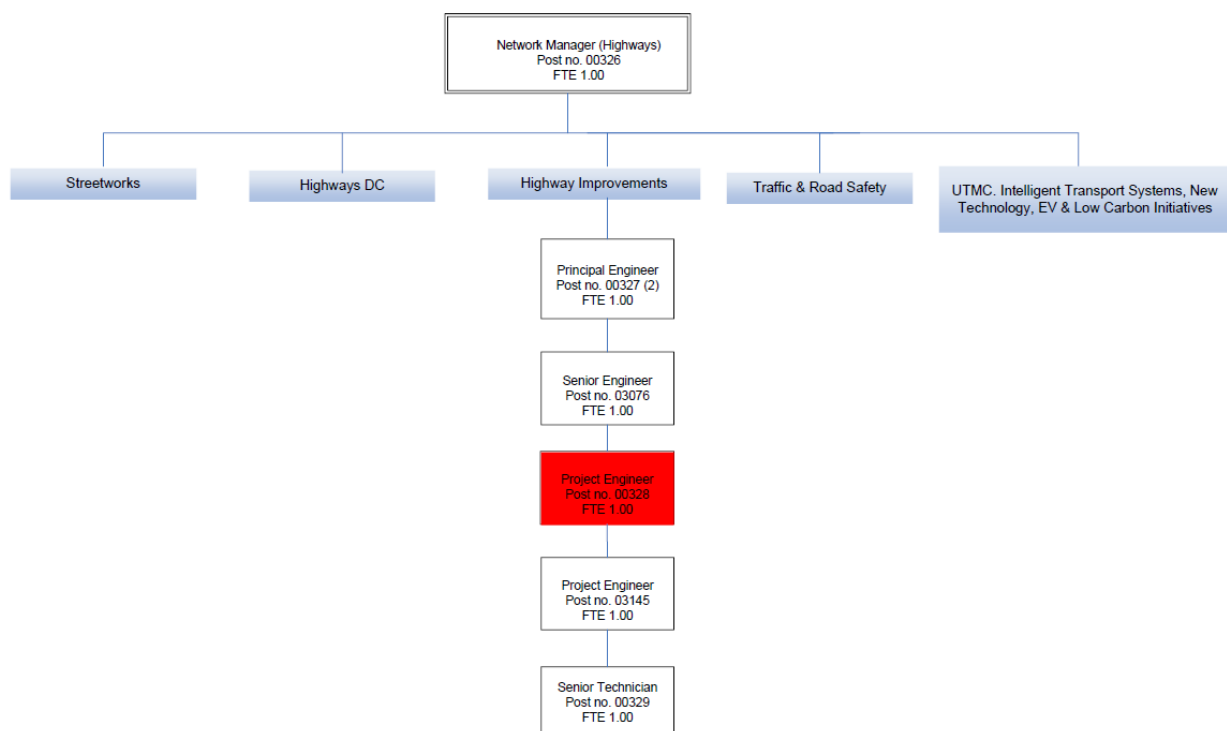 Network Manager (Highways)
Post no. 00326
FTE 1.00
Streetworks
Highways DC
Highway Improvements
Traffic & Road Safety
UTMC. Intelligent Transport Systems, New
Technology, EV & Low Carbon Initiatives
Principal Engineer
Post no. 00327 (2)
FTE 1.00
Senior Engineer
Post no. 03076
FTE 1.00
Project Engineer
Post no. 00328
FTE 1.00
Project Engineer
Post no. 03145
FTE 1.00
Senior Technician
Post no. 00329
FTE 1.00